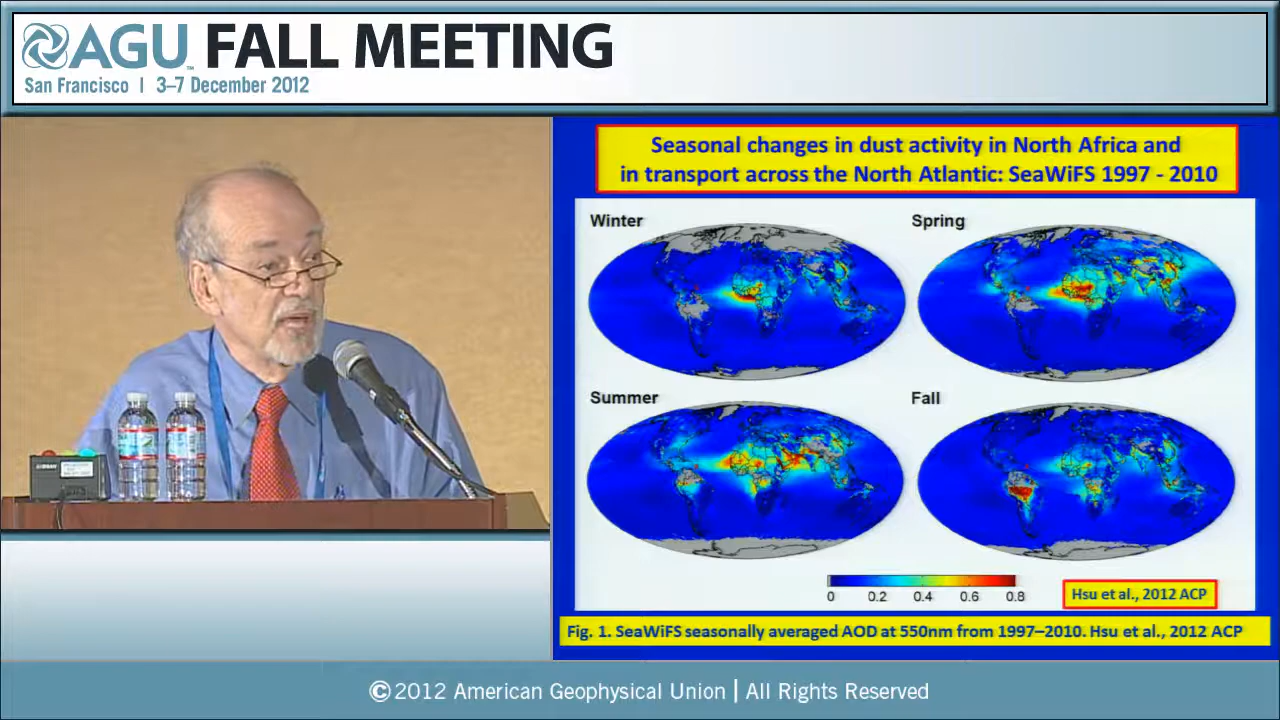 AGU FALL MEETING
San Francisco | 3–7 December 2012
Seasonal changes in dust activity in North Africa and
in transport across the North Atlantic: SeaWiFS 1997 - 2010
Winter
Spring
Summer
Fall
0 0.2 0.4 0.6 0.8
Hsu et al., 2012 ACP
Fig. 1. SeaWiFS seasonally averaged AOD at 550nm from 1997–2010. Hsu et al., 2012 ACP
©2012 American Geophysical Union | All Rights Reserved